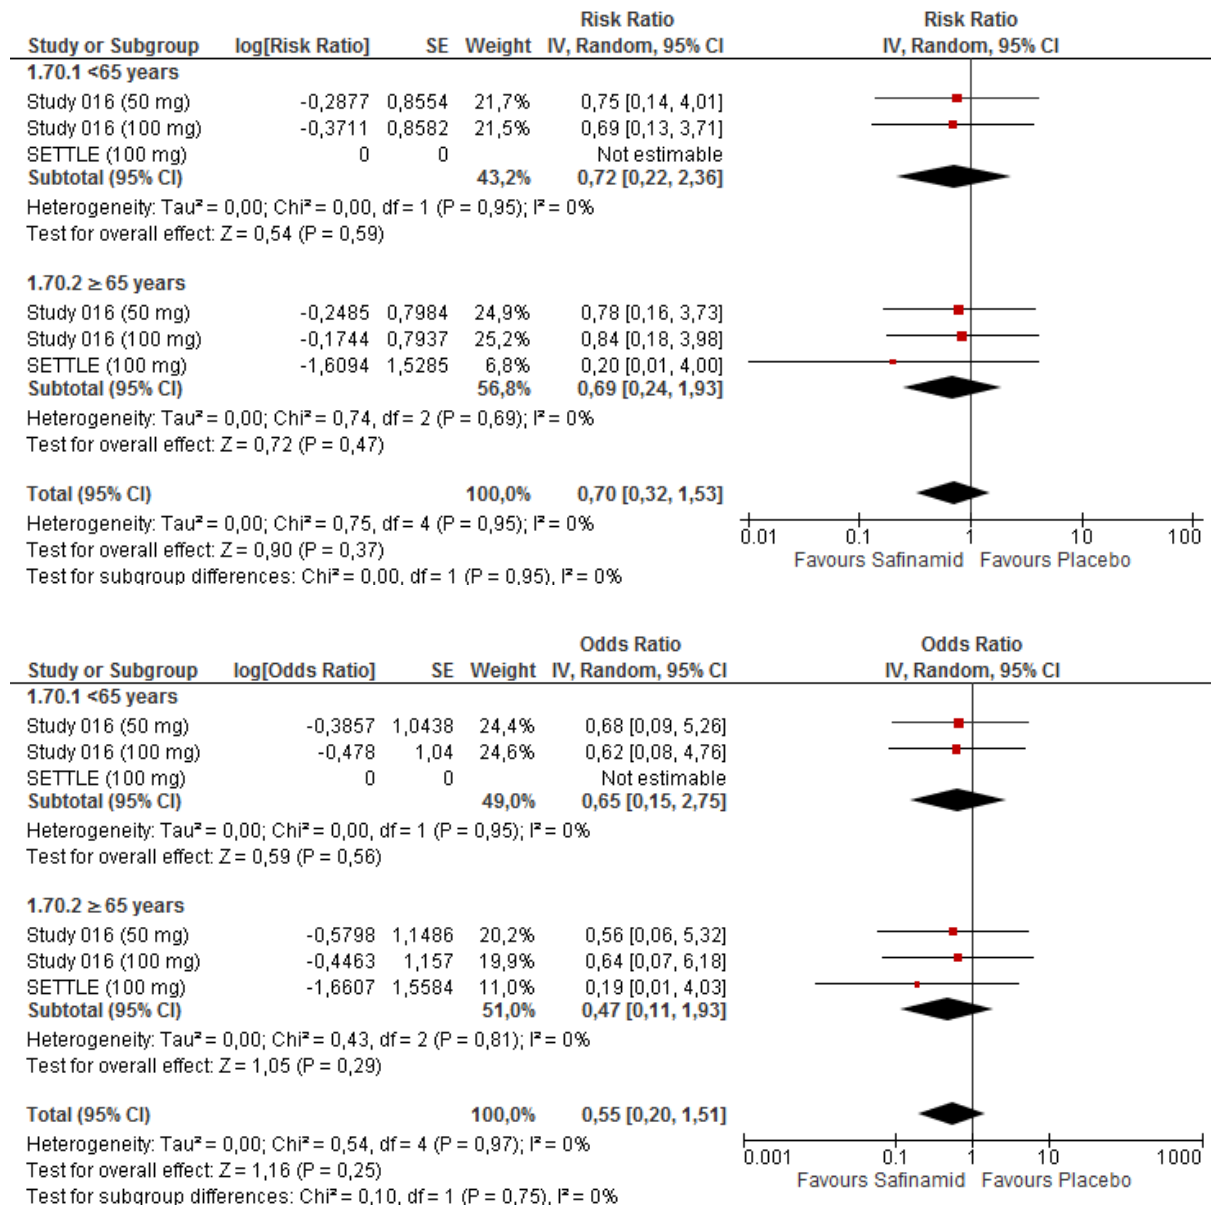 Risk Ratio Risk Ratio
Study or Subgroup log[Risk Ratio] SE Weight IV, Random, 95% CI IV, Random, 95% CI
1.70.1 <65 years
Study 016 (50 mg) -0,2877 0,8554 21,7% 0,75 [0,14, 4,01]
Study 016 (100 mg) -0,3711 0,8582 21,5% 0,69 [0,13, 3,71]
SETTLE (100 mg) 0 0 Not estimable
Subtotal (95% CI) 43,2% 0,72 [0,22, 2,36]
Heterogeneity: Tau² = 0,00; Chi² = 0,00, df = 1 (P = 0,95); I² = 0%
Test for overall effect: Z = 0,54 (P = 0,59)
1.70.2 ≥ 65 years
Study 016 (50 mg) -0,2485 0,7984 24,9% 0,78 [0,16, 3,73]
Study 016 (100 mg) -0,1744 0,7937 25,2% 0,84 [0,18, 3,98]
SETTLE (100 mg) -1,6094 1,5285 6,8% 0,20 [0,01, 4,00]
Subtotal (95% CI) 56,8% 0,69 [0,24, 1,93]
Heterogeneity: Tau² = 0,00; Chi² = 0,74, df = 2 (P = 0,69); I² = 0%
Test for overall effect: Z = 0,72 (P = 0,47)
Total (95% CI) 100,0% 0,70 [0,32, 1,53]
Heterogeneity: Tau² = 0,00; Chi² = 0,75, df = 4 (P = 0,95); I² = 0%
Test for overall effect: Z = 0,90 (P = 0,37)
Test for subgroup differences: Chi² = 0,00, df = 1 (P = 0,95), I² = 0%
0.01 0.1 1 10 100
Favours Safinamid Favours Placebo
Odds Ratio Odds Ratio
Study or Subgroup log[Odds Ratio] SE Weight IV, Random, 95% CI IV, Random, 95% CI
1.70.1 <65 years
Study 016 (50 mg) -0,3857 1,0438 24,4% 0,68 [0,09, 5,26]
Study 016 (100 mg) -0,478 1,04 24,6% 0,62 [0,08, 4,76]
SETTLE (100 mg) 0 0 Not estimable
Subtotal (95% CI) 49,0% 0,65 [0,15, 2,75]
Heterogeneity: Tau² = 0,00; Chi² = 0,00, df = 1 (P = 0,95); I² = 0%
Test for overall effect: Z = 0,59 (P = 0,56)
1.70.2 ≥ 65 years
Study 016 (50 mg) -0,5798 1,1486 20,2% 0,56 [0,06, 5,32]
Study 016 (100 mg) -0,4463 1,157 19,9% 0,64 [0,07, 6,18]
SETTLE (100 mg) -1,6607 1,5584 11,0% 0,19 [0,01, 4,03]
Subtotal (95% CI) 51,0% 0,47 [0,11, 1,93]
Heterogeneity: Tau² = 0,00; Chi² = 0,43, df = 2 (P = 0,81); I² = 0%
Test for overall effect: Z = 1,05 (P = 0,29)
Total (95% CI) 100,0% 0,55 [0,20, 1,51]
Heterogeneity: Tau² = 0,00; Chi² = 0,54, df = 4 (P = 0,97); I² = 0%
Test for overall effect: Z = 1,16 (P = 0,25)
Test for subgroup differences: Chi² = 0,10, df = 1 (P = 0,75), I² = 0%
0.001 0.1 1 10 1000
Favours Safinamid Favours Placebo